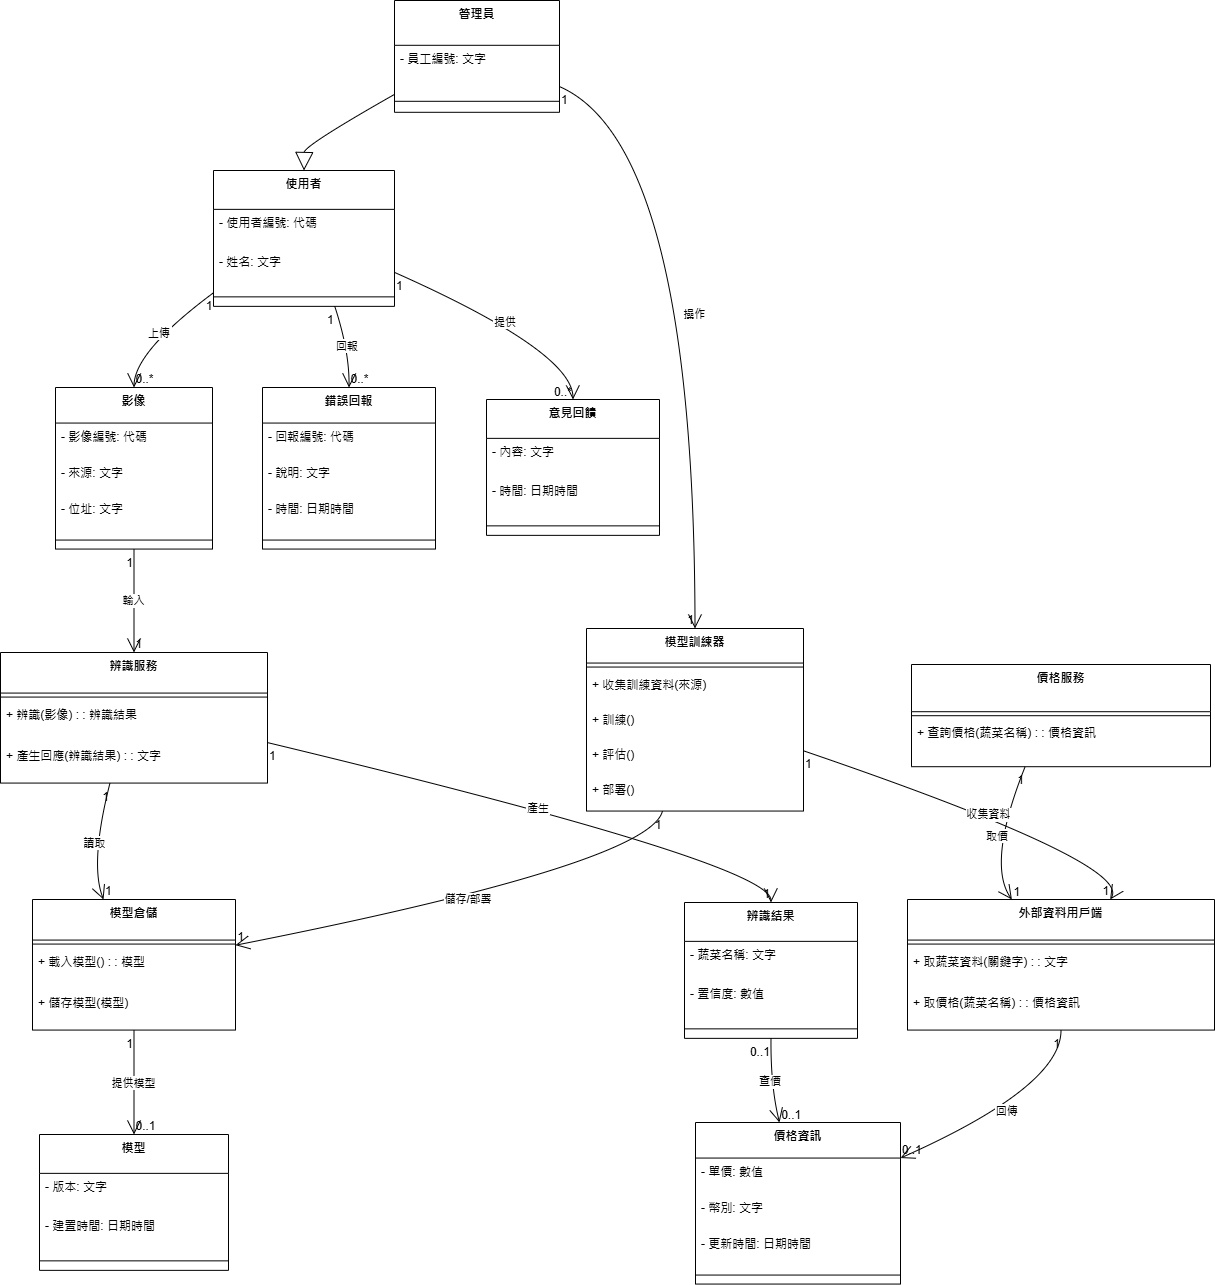 管理員
- 員工編號: 文字
1
使用者
- 使用者編號: 代碼
- 姓名: 文字
1
1
1
上傳
回報
提供
操作
0..*
0..*
0..*
影像
- 影像編號: 代碼
- 來源: 文字
- 位址: 文字
錯誤回報
- 回報編號: 代碼
- 說明: 文字
- 時間: 日期時間
意見回饋
- 內容: 文字
- 時間: 日期時間
1
輸入
1
1
辨識服務
+ 辨識(影像) : : 辨識結果
+ 產生回應(辨識結果) : : 文字
1
1
模型訓練器
+ 收集訓練資料(來源)
+ 訓練()
+ 評估()
+ 部署()
1
1
價格服務
+ 查詢價格(蔬菜名稱) : : 價格資訊
1
讀取
產生
收集資料
取價
儲存/部署
1
1
1
1
1
模型倉儲
+ 載入模型() : : 模型
+ 儲存模型(模型)
1
辨識結果
- 蔬菜名稱: 文字
- 置信度: 數值
0..1
外部資料用戶端
+ 取蔬菜資料(關鍵字) : : 文字
+ 取價格(蔬菜名稱) : : 價格資訊
1
提供模型
查價
回傳
0..1
0..1
0..1
模型
- 版本: 文字
- 建置時間: 日期時間
價格資訊
- 單價: 數值
- 幣別: 文字
- 更新時間: 日期時間